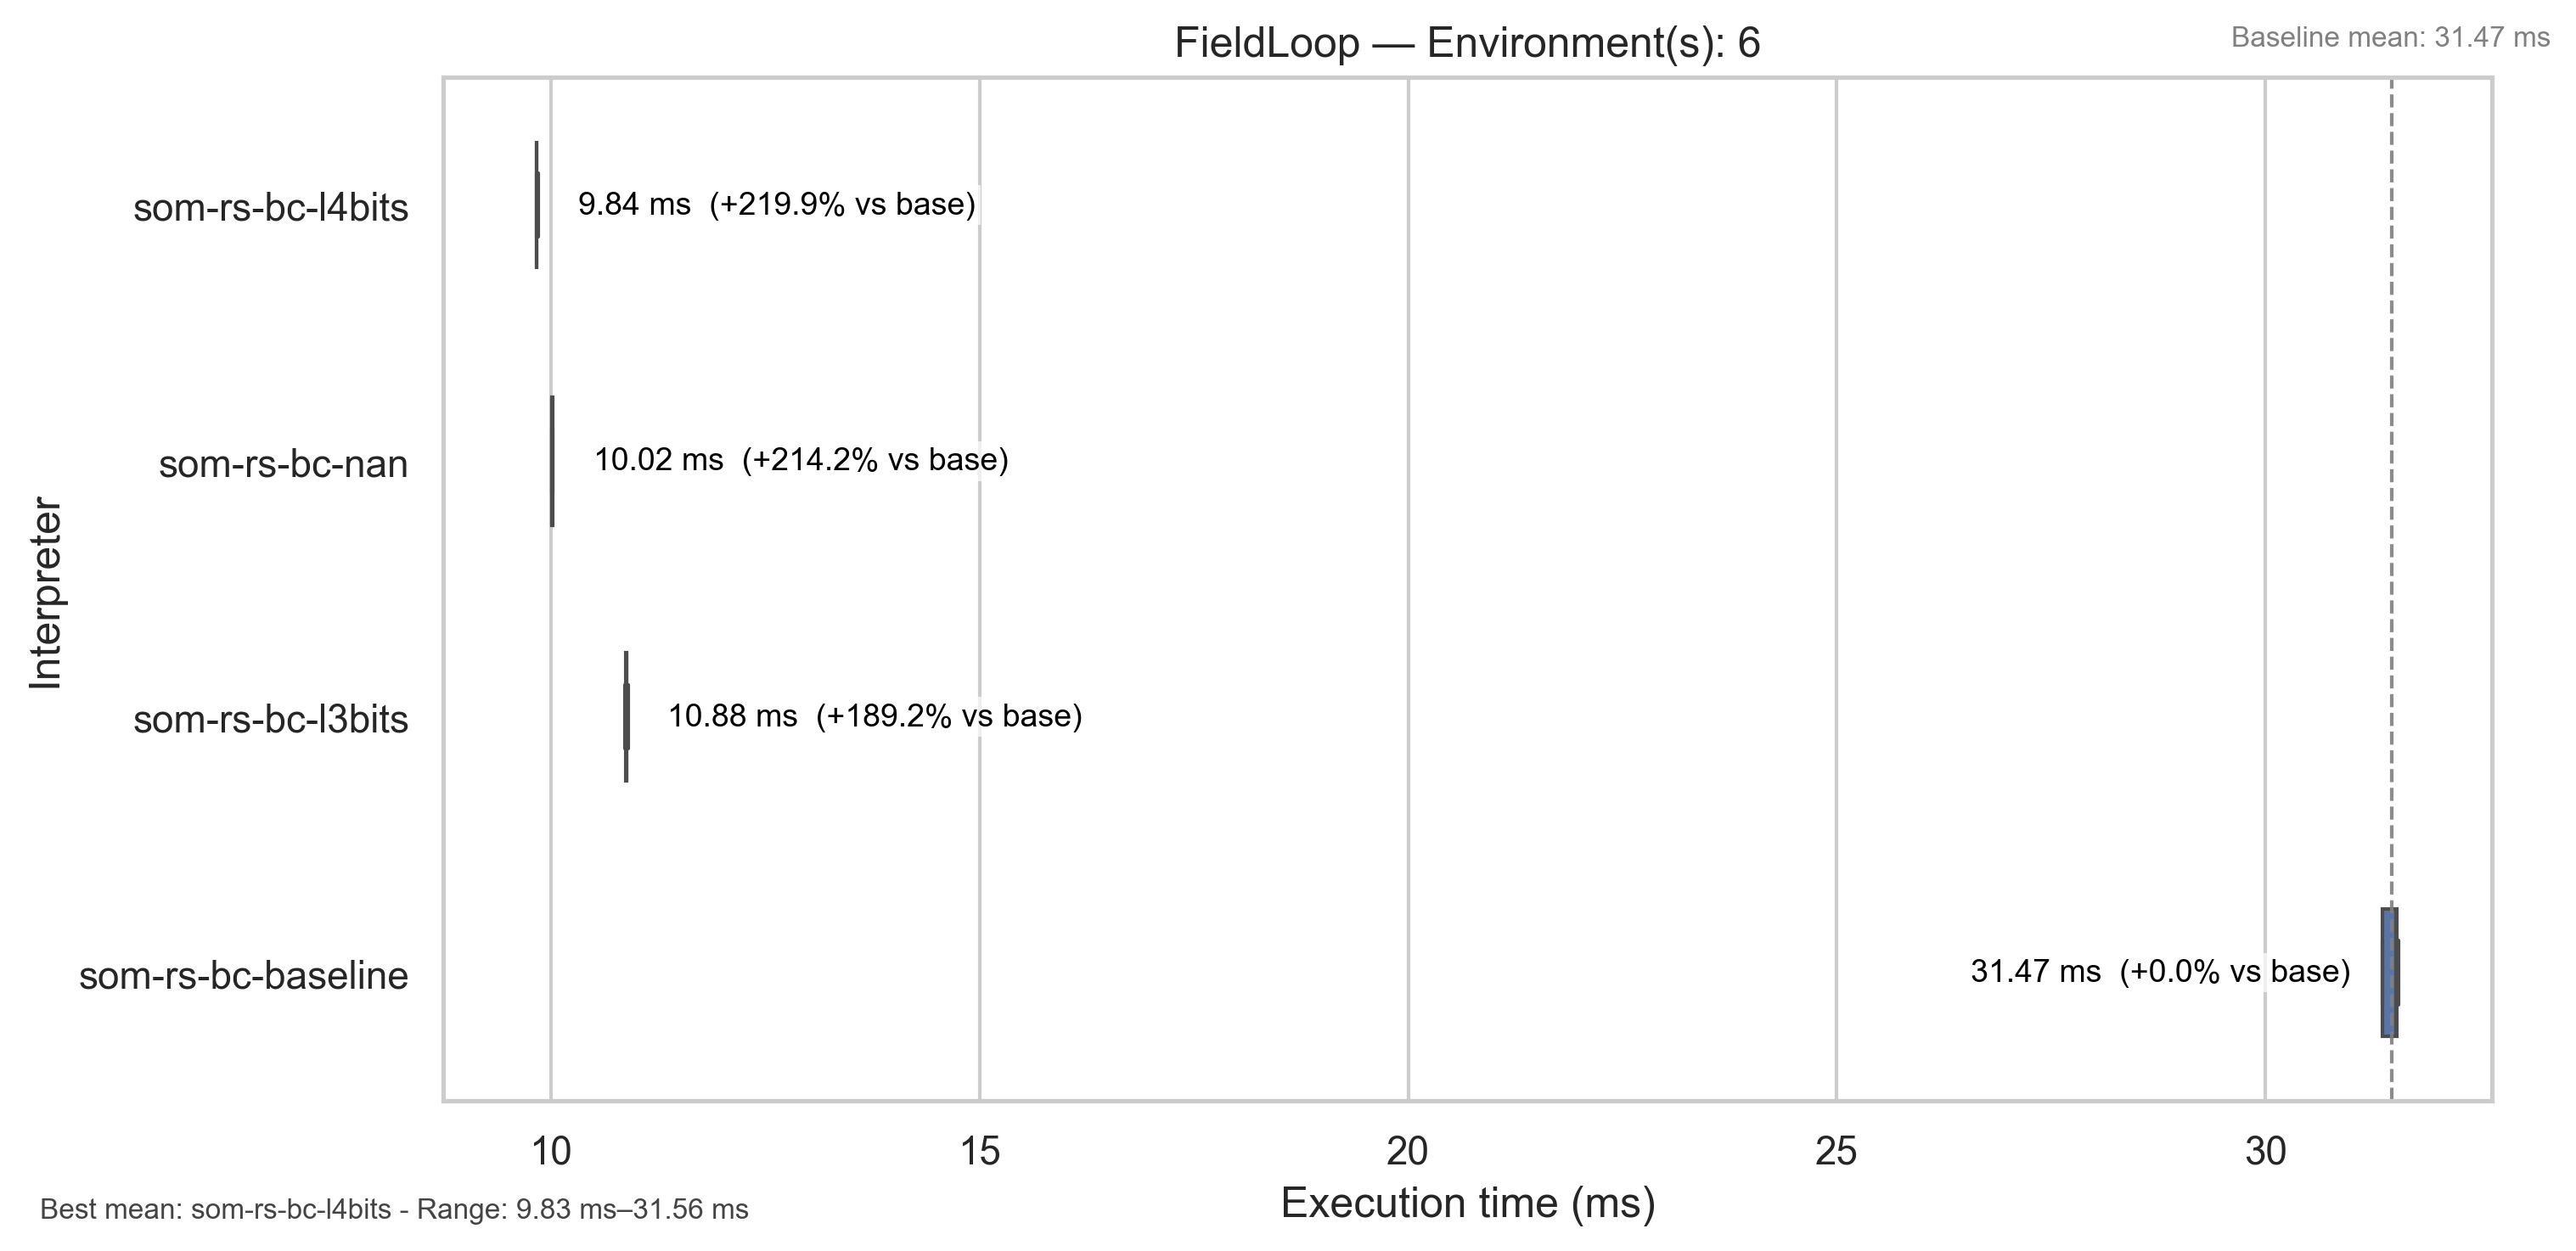 FieldLoop — Environment(s): 6
Baseline mean: 31.47 ms
Interpreter
som-rs-bc-l4bits
9.84 ms (+219.9% vs base)
som-rs-bc-nan
10.02 ms (+214.2% vs base)
som-rs-bc-l3bits
10.88 ms (+189.2% vs base)
som-rs-bc-baseline
31.47 ms (+0.0% vs base)
10 15 20 25 30
Execution time (ms)
Best mean: som-rs-bc-l4bits - Range: 9.83 ms–31.56 ms